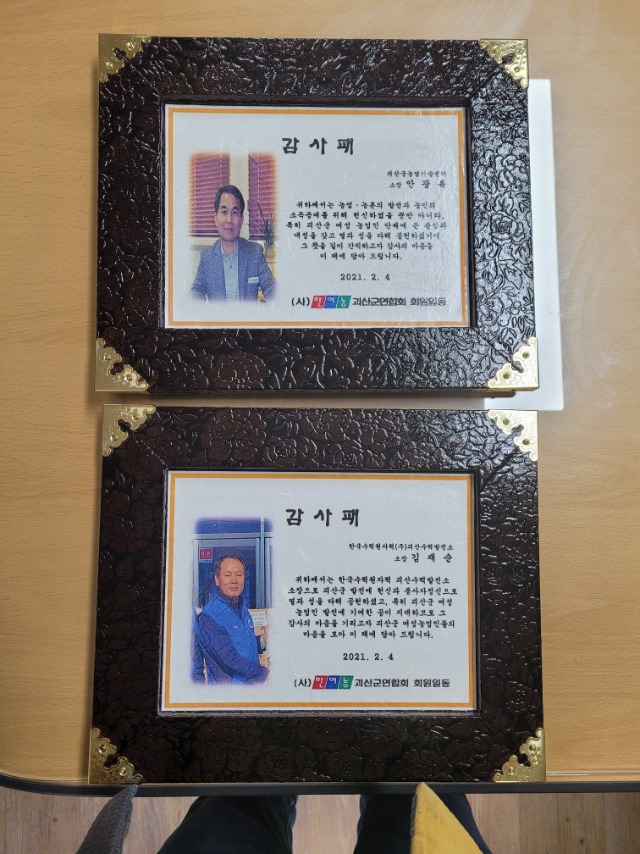 감사패
괴산군농업기술센터
소장 안광복
귀하께서는 농업·농촌의 발전과 농민의
소득증대를 위해 헌신하였을 뿐만 아니라,
특히 괴산군 여성 농업인 단체에 큰 관심과
애정을 갖고 열과 성을 다해 공헌하셨기에
그 뜻을 길이 간직하고자 감사의 마음을
이 패에 담아 드립니다.
2021. 2. 4
(사) 한여농 괴산군연합회 회원일동
감사패
한국수력원자력(주)괴산수력발전소
소장 김재순
귀하께서는 한국수력원자력 괴산수력발전소
소장으로 괴산군 발전에 헌신과 봉사자정신으로
열과 성을 다해 공헌하셨고, 특히 괴산군 여성
농업인 발전에 기여한 공이 지대하므로 그
감사의 마음을 기리고자 괴산군 여성농업인들의
마음을 모아 이 패에 담아 드립니다.
2021. 2. 4
(사) 한여농 괴산군연합회 회원일동